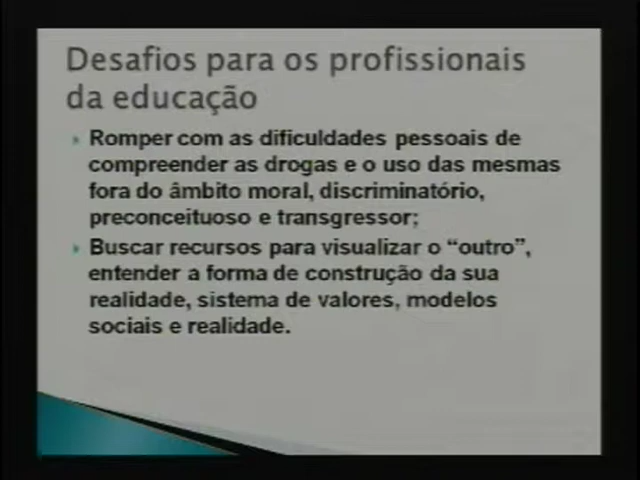 Desafios para os profissionais
da educação
Romper com as dificuldades pessoais de
compreender as drogas e o uso das mesmas
fora do âmbito moral, discriminatório,
preconceituoso e transgressor;
Buscar recursos para visualizar o “outro”,
entender a forma de construção da sua
realidade, sistema de valores, modelos
sociais e realidade.